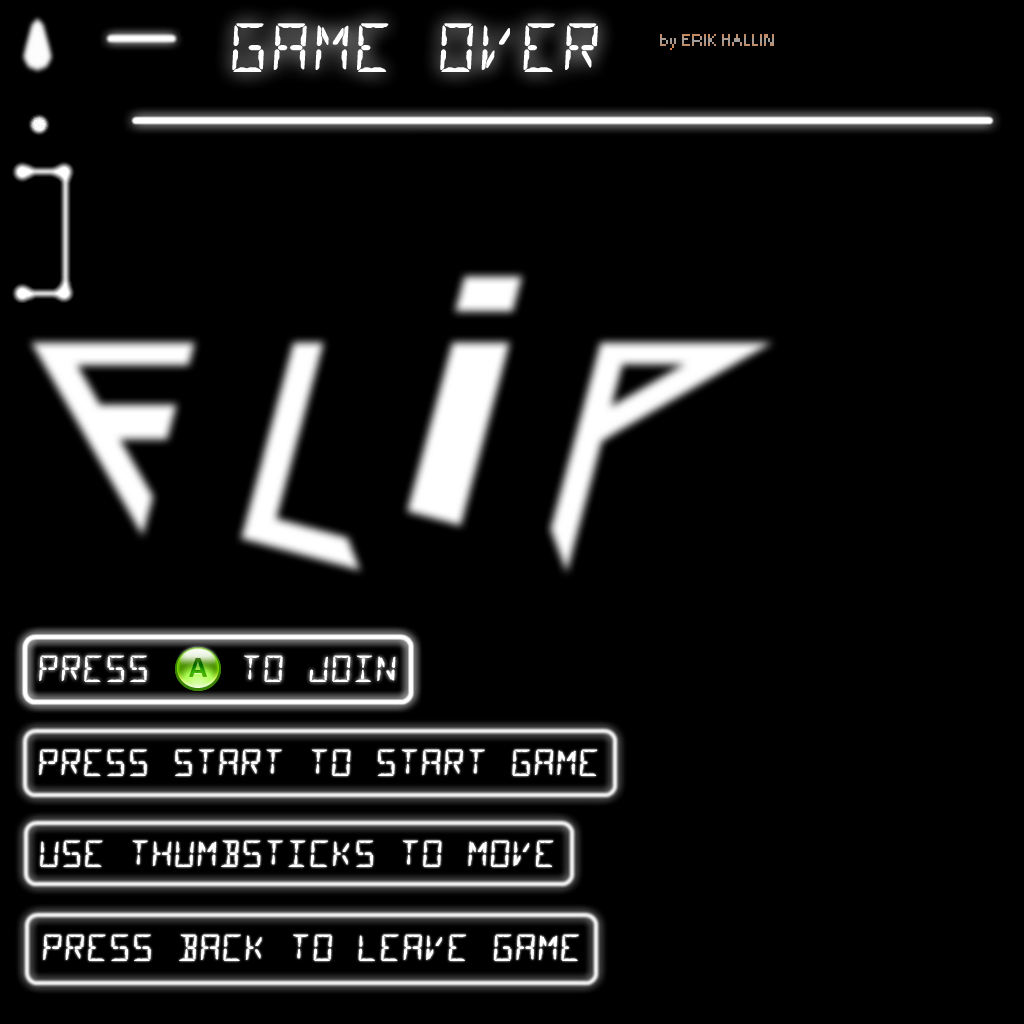 GAME OVER
by ERIK HALLIN
FLiP
PRESS A TO JOIN
PRESS START TO START GAME
USE THUMBSTICKS TO MOVE
PRESS BACK TO LEAVE GAME